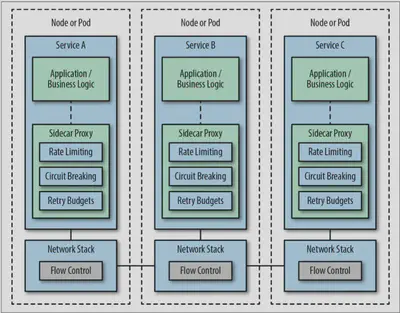 Node or Pod
Service A
Application /
Business Logic
Sidecar Proxy
Rate Limiting
Circuit Breaking
Retry Budgets
Network Stack
Flow Control
Node or Pod
Service B
Application /
Business Logic
Sidecar Proxy
Rate Limiting
Circuit Breaking
Retry Budgets
Network Stack
Flow Control
Node or Pod
Service C
Application /
Business Logic
Sidecar Proxy
Rate Limiting
Circuit Breaking
Retry Budgets
Network Stack
Flow Control